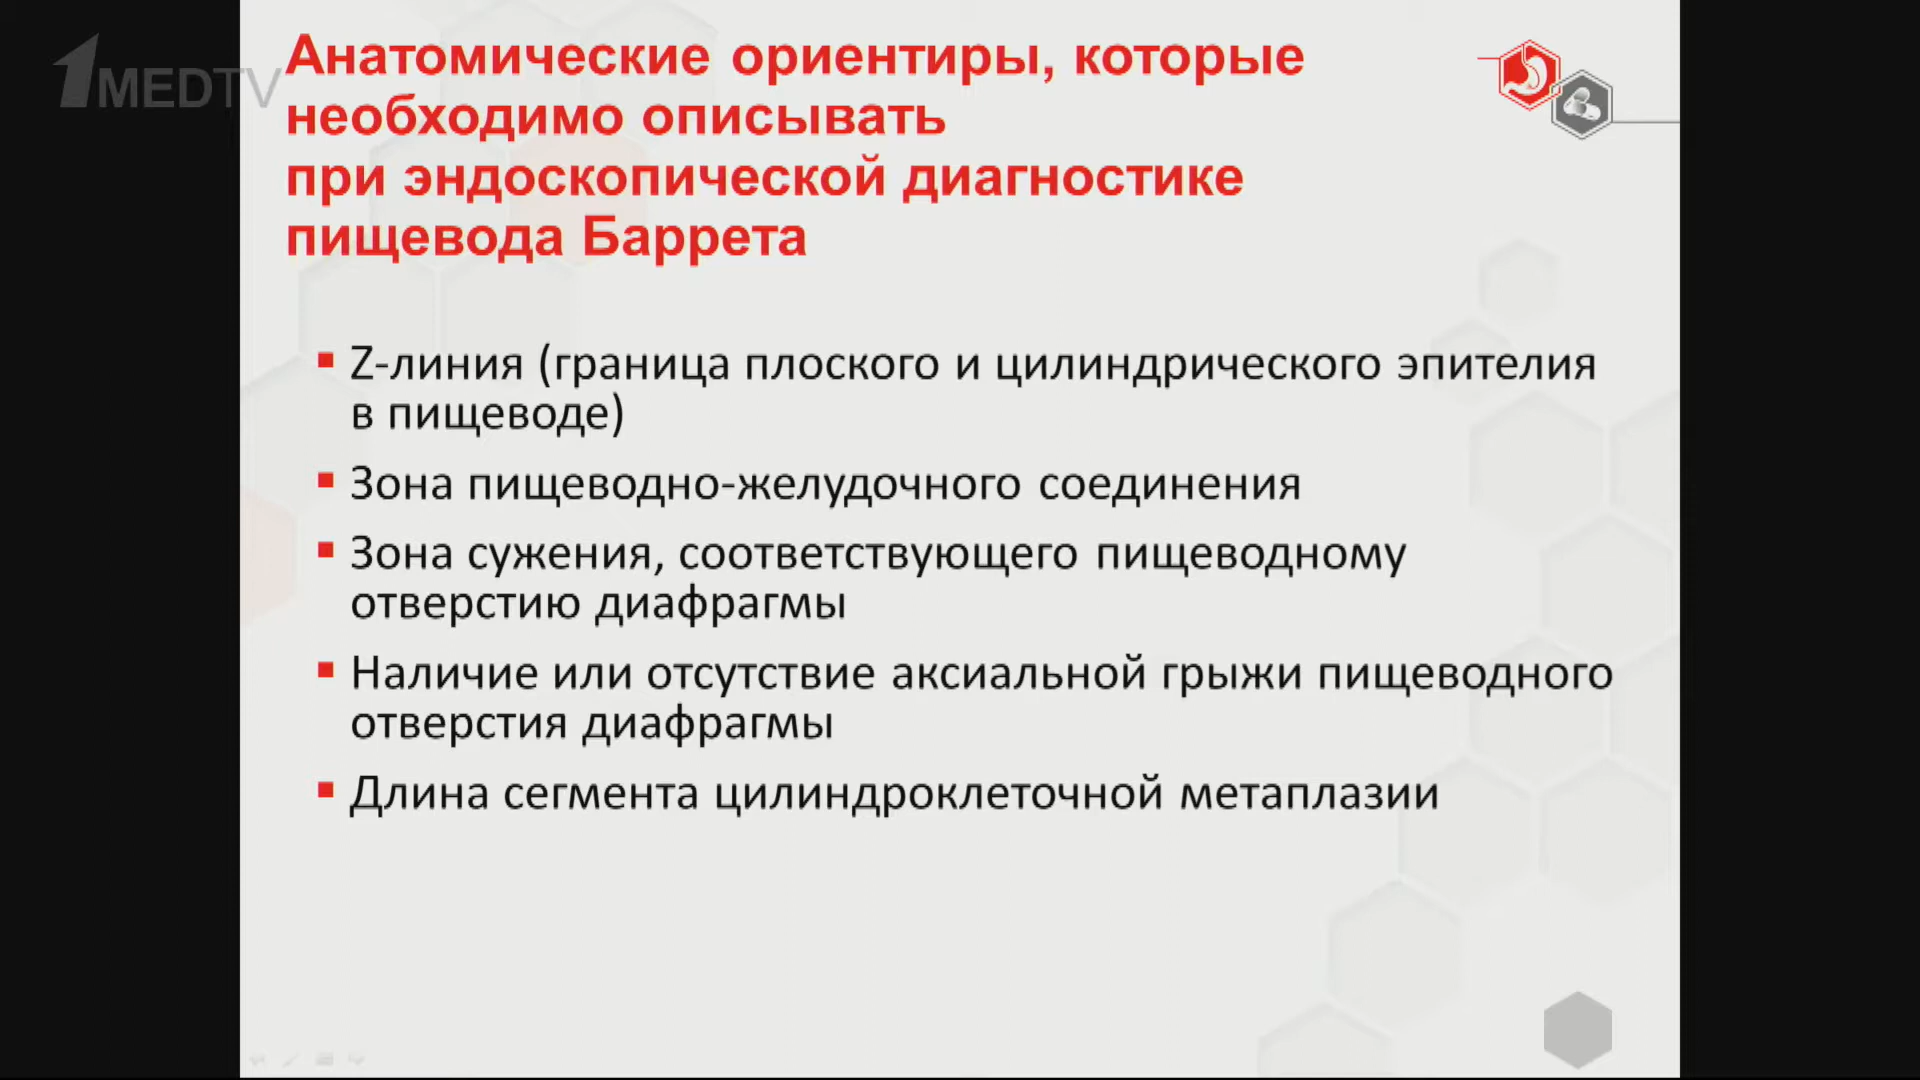 1MEDTV
Анатомические ориентиры, которые
необходимо описывать
при эндоскопической диагностике
пищевода Баррета
Z-линия (граница плоского и цилиндрического эпителия
в пищеводе)
Зона пищеводно-желудочного соединения
Зона сужения, соответствующего пищеводному
отверстию диафрагмы
Наличие или отсутствие аксиальной грыжи пищеводного
отверстия диафрагмы
Длина сегмента цилиндроклеточной метаплазии